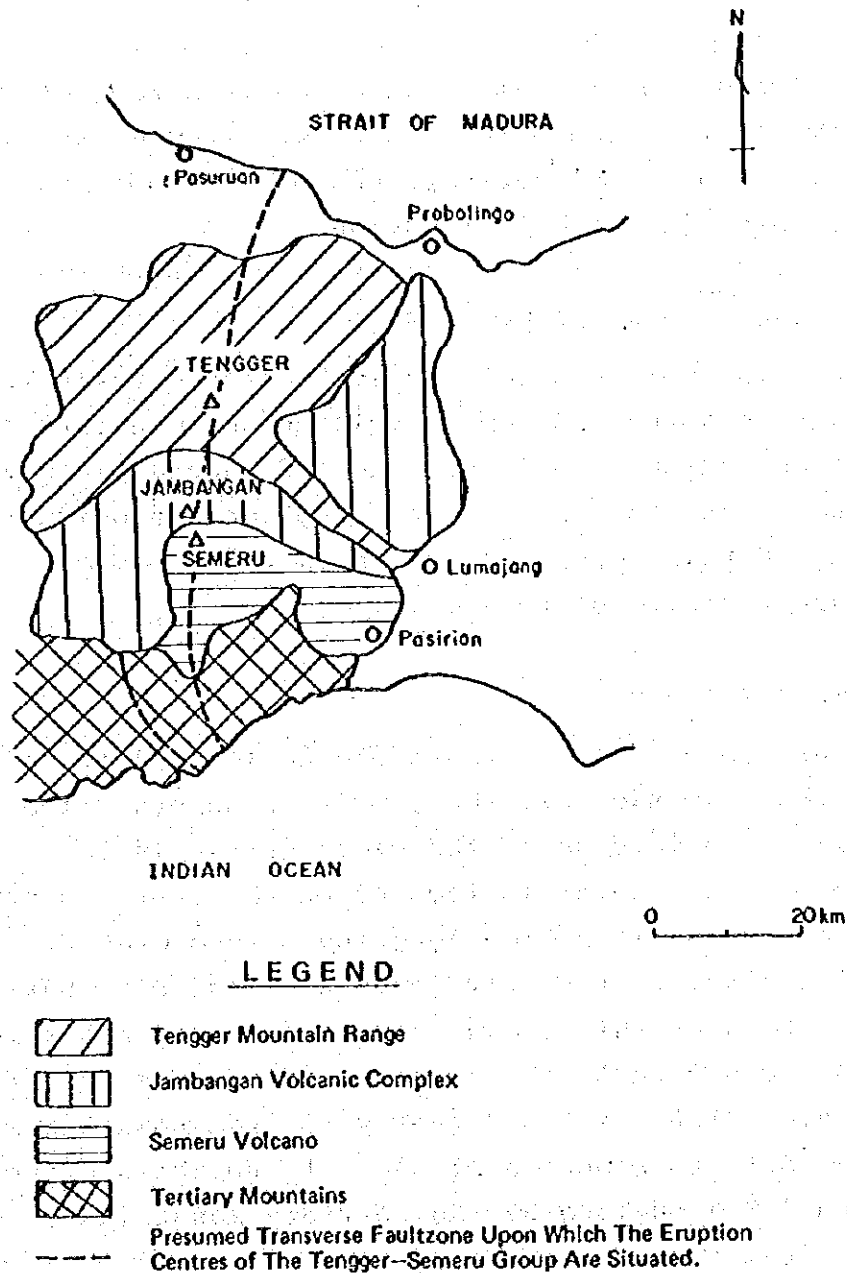 N
STRAIT OF MADURA
Pasuruan
Probolingo
TENGGER
JAMBANGAN
SEMERU
Lumajang
Pasirian
INDIAN OCEAN
0 20 km
LEGEND
Tengger Mountain Range
Jambangan Volcanic Complex
Semeru Volcano
Tertiary Mountains
Presumed Transverse Faultzone Upon Which The Eruption
Centres of The Tengger--Semeru Group Are Situated.